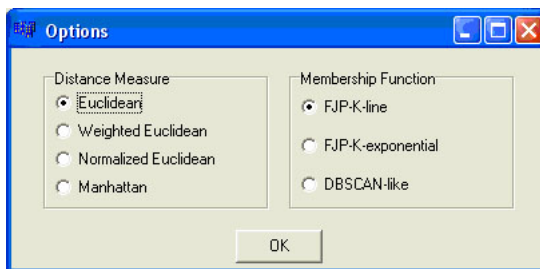 Options
Distance Measure
Euclidean
Weighted Euclidean
Normalized Euclidean
Manhattan
Membership Function
FJP-K-line
FJP-K-exponential
DBSCAN-like
OK